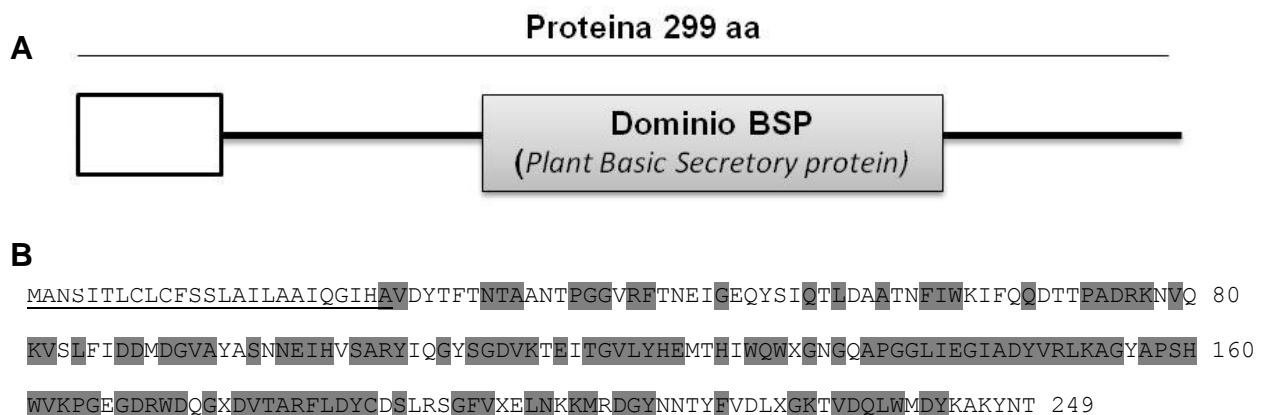 Proteina 299 aa
A
Dominio BSP
(Plant Basic Secretory protein)
B
MANSITLCLCFSSLAILAAIQGIHAVDYTFTNTAANTPGGVRFTNEIGEQYSIQTLDAATNFIWKIFQQDTTPADRKNVQ 80
KVSLFIDDMDGVAYASNNEIHVSARYIQGYSGDVKTEITGVLYHEMTHIWQWXGNGQAPGGLIEGIADYVRLKAGYAPSH 160
WVKPGEGDRWDQGXDVTARFLDYCDSLRSGFVXELNKKMRDGYNNTYFVDLXGKTVDQLWMDYKAKYNT 249